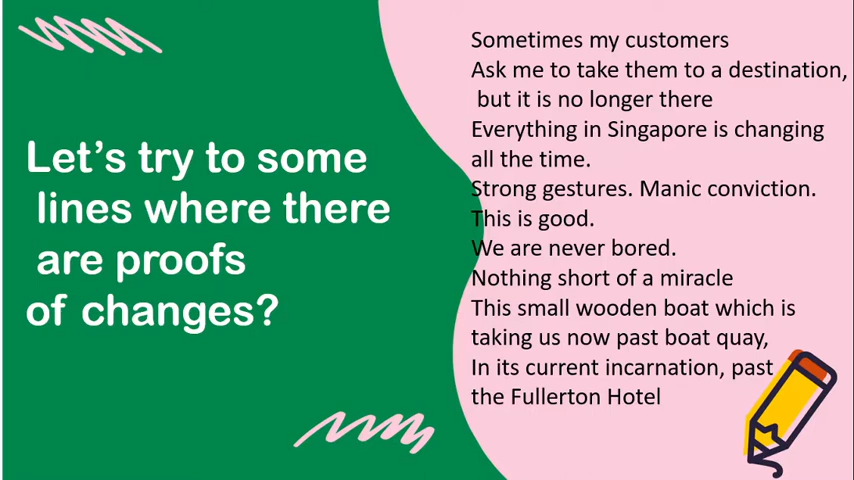 Let's try to some
lines where there
are proofs
of changes?
Sometimes my customers
Ask me to take them to a destination,
but it is no longer there
Everything in Singapore is changing
all the time.
Strong gestures. Manic conviction.
This is good.
We are never bored.
Nothing short of a miracle
This small wooden boat which is
taking us now past boat quay,
In its current incarnation, past
the Fullerton Hotel